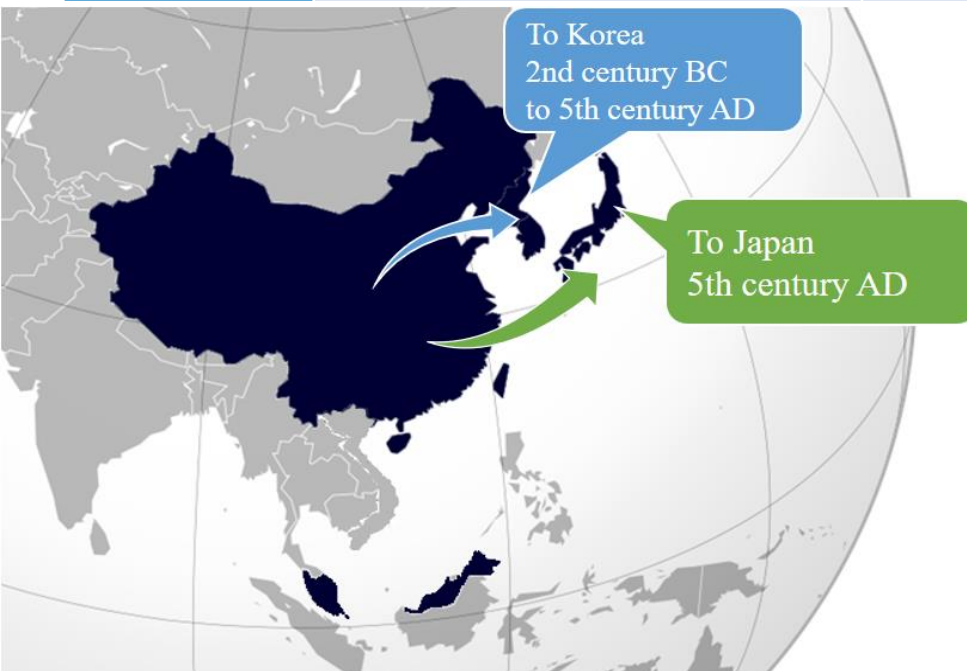 To Korea
2nd century BC
to 5th century AD
To Japan
5th century AD